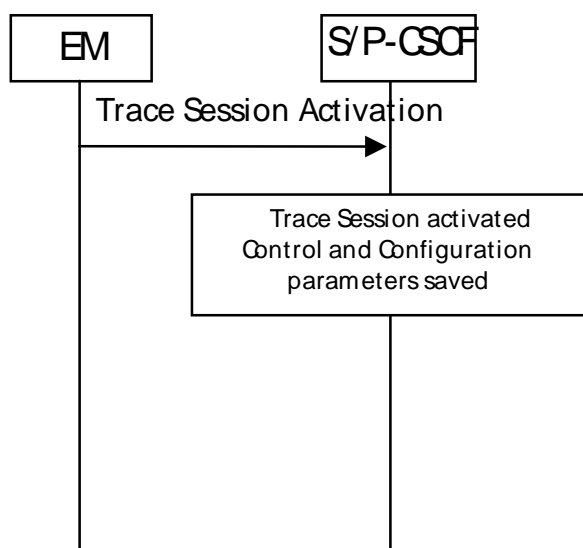 EM
S/P-CSCF
Trace Session Activation
Trace Session activated
Control and Configuration
parameters saved